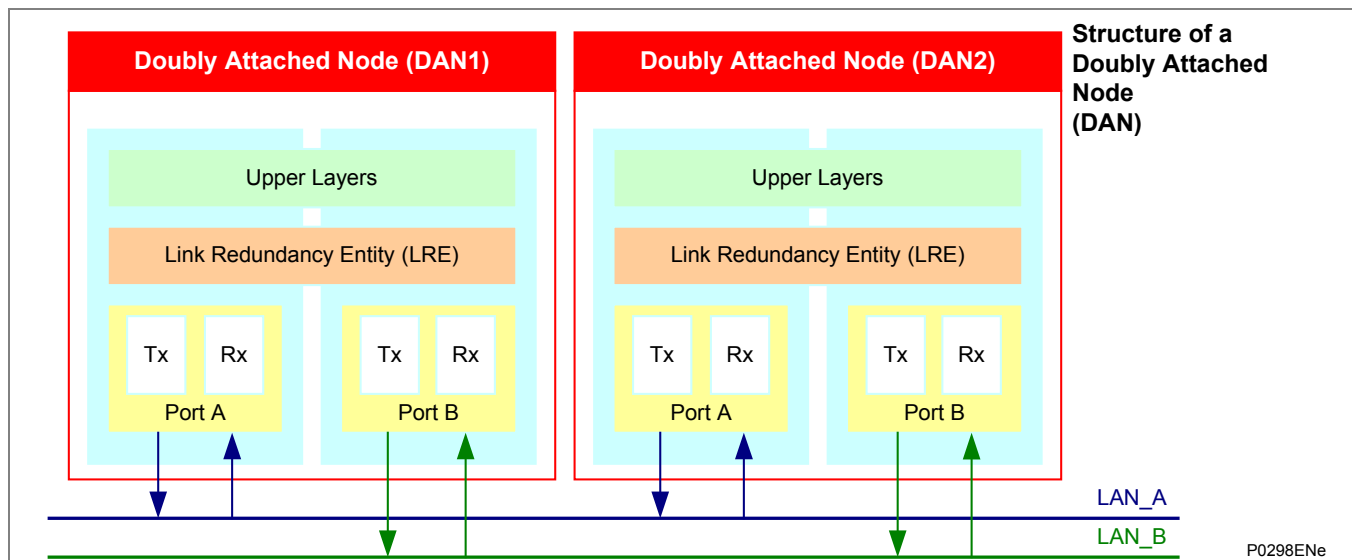 Doubly Attached Node (DAN1)
Doubly Attached Node (DAN2)
Structure of a
Doubly Attached
Node
(DAN)
Upper Layers
Upper Layers
Link Redundancy Entity (LRE)
Link Redundancy Entity (LRE)
Tx Rx
Tx Rx
Tx Rx
Tx Rx
Port A
Port B
Port A
Port B
LAN_A
LAN_B
P0298ENe